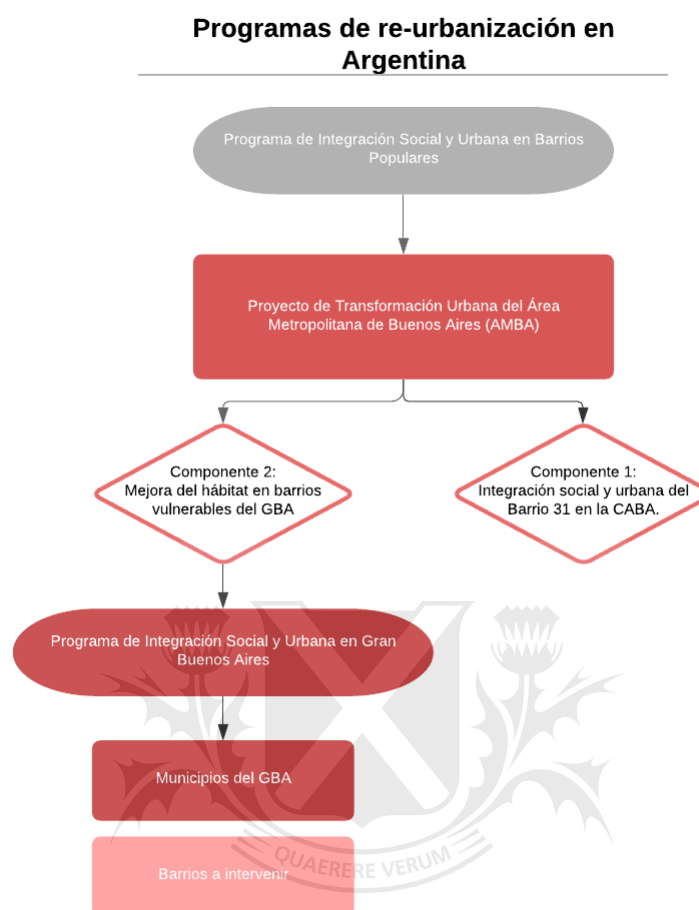 Programas de re-urbanización en
Argentina
Programa de Integración Social y Urbana en Barrios
Populares
Proyecto de Transformación Urbana del Área
Metropolitana de Buenos Aires (AMBA)
Componente 2:
Mejora del hábitat en barrios
vulnerables del GBA
Componente 1:
Integración social y urbana del
Barrio 31 en la CABA.
Programa de Integración Social y Urbana en Gran
Buenos Aires
Municipios del GBA
Barrios a intervenir
QUAERERE VERUM